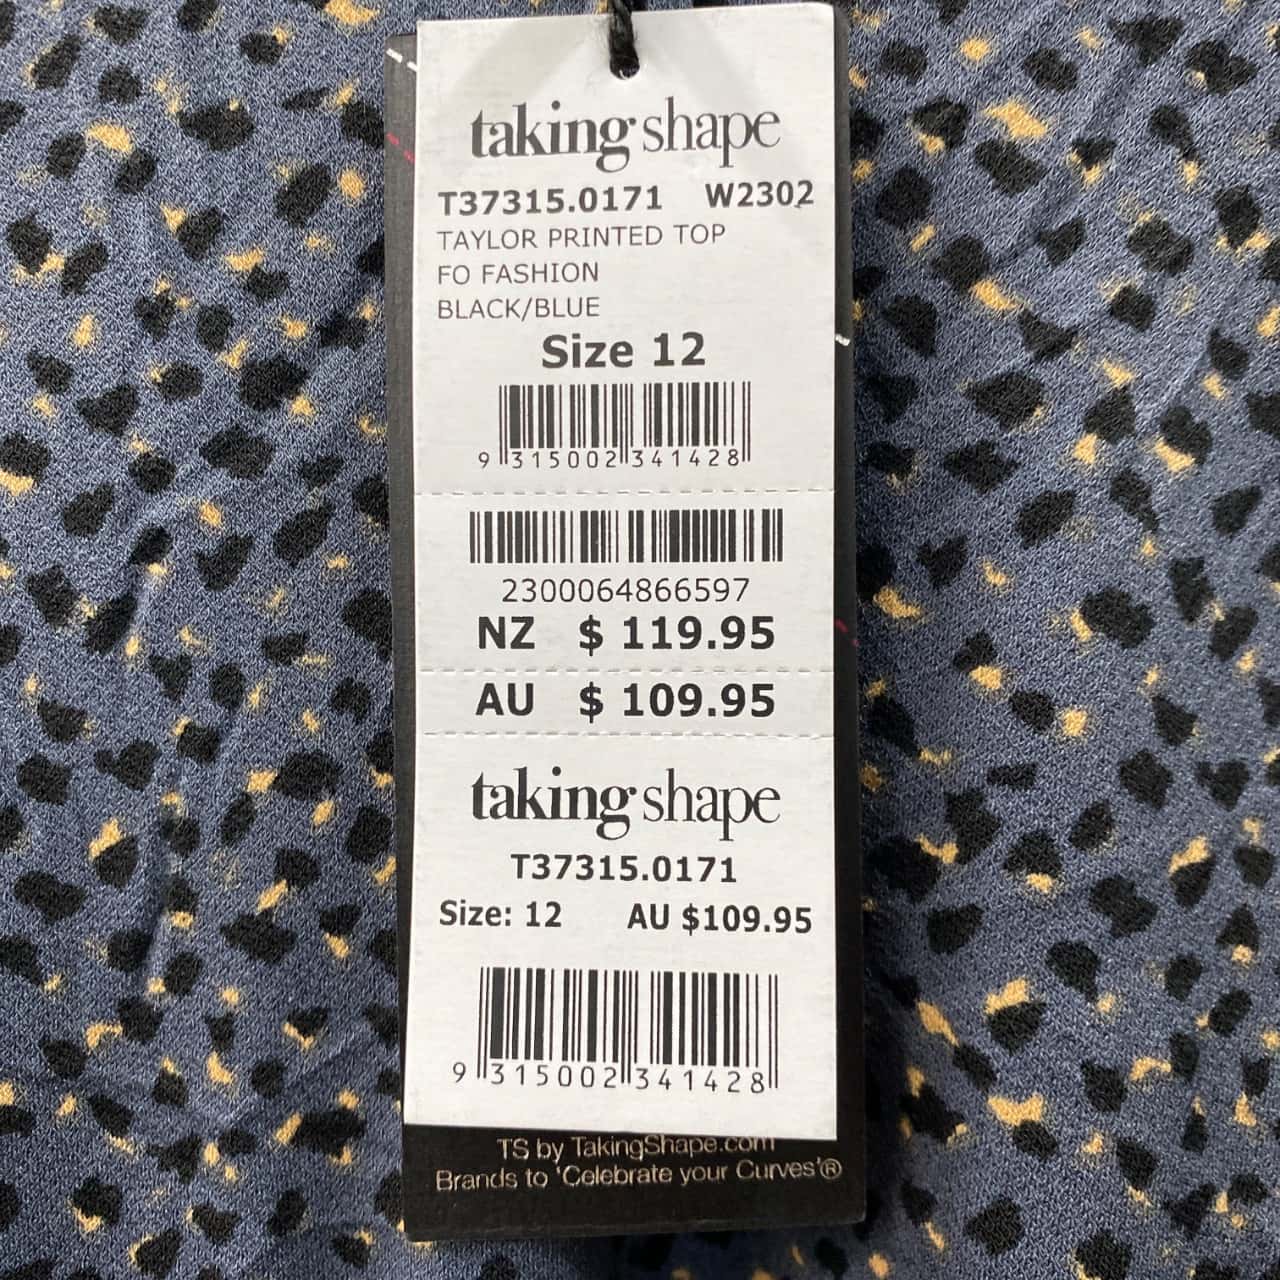 taking shape
T37315.0171 W2302
TAYLOR PRINTED TOP
FO FASHION
BLACK/BLUE
Size 12
9 315002 341428
2300064866597
NZ $ 119.95
AU $ 109.95
taking shape
T37315.0171
Size: 12 AU $109.95
9 315002 341428
TS by TakingShape.com
Brands to 'Celebrate your Curves'®